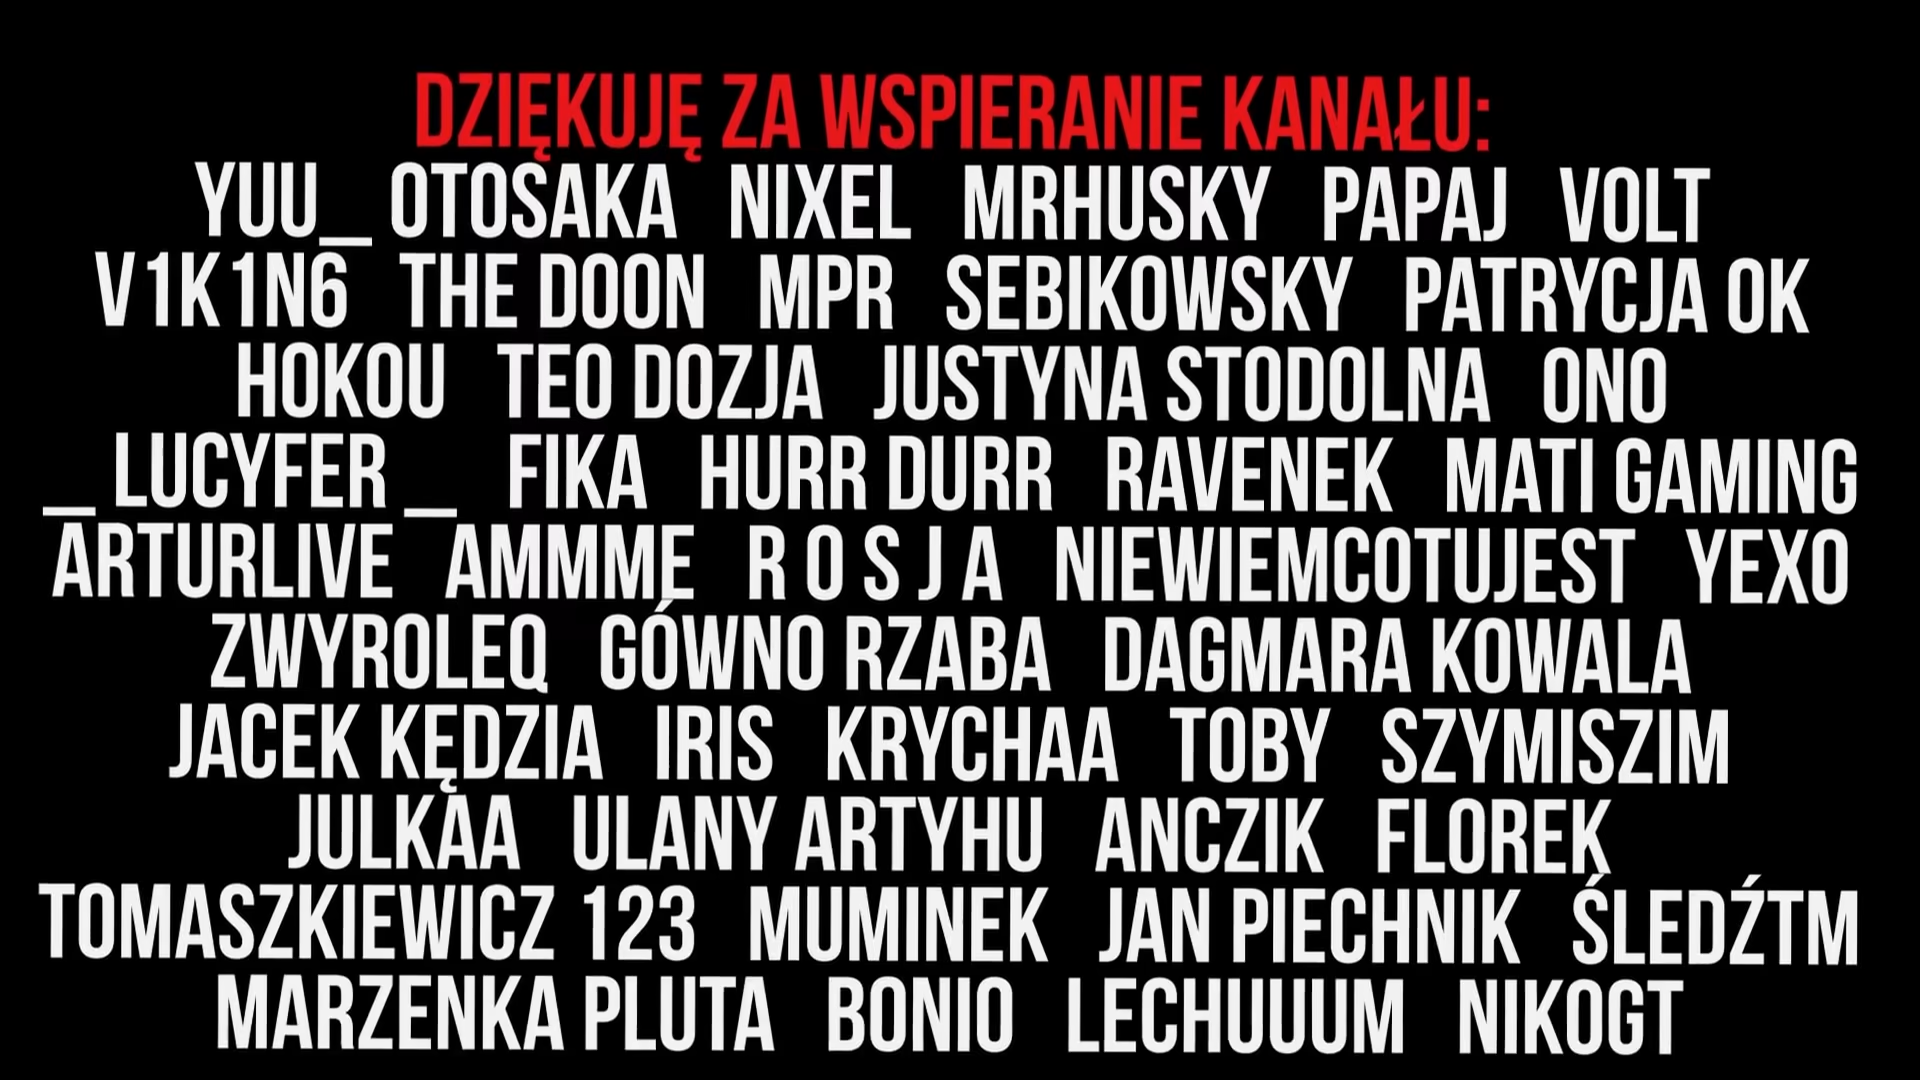 DZIĘKUJĘ ZA WSPIERANIE KANAŁU:
YUU_ OTOSAKA NIXEL MRHUSKY PAPAJ VOLT
V1K1N6 THE DOON MPR SEBIKOWSKY PATRYCJA OK
HOKOU TEO DOZJA JUSTYNA STODOLNA ONO
_ LUCYFER _ FIKA HURR DURR RAVENEK MATI GAMING
ARTURLIVE AMMME R O S J A NIEWIEMCOTUJEST YEXO
ZWYROLEQ GÓWNO RZABA DAGMARA KOWALA
JACEK KĘDZIA IRIS KRYCHAA TOBY SZYMISZIM
JULKAA ULANY ARTYHU ANCZIK FLOREK
TOMASZKIEWICZ 123 MUMINEK JAN PIECHNIK ŚLEDŹTM
MARZENKA PLUTA BONIO LECHUUUM NIKOGT